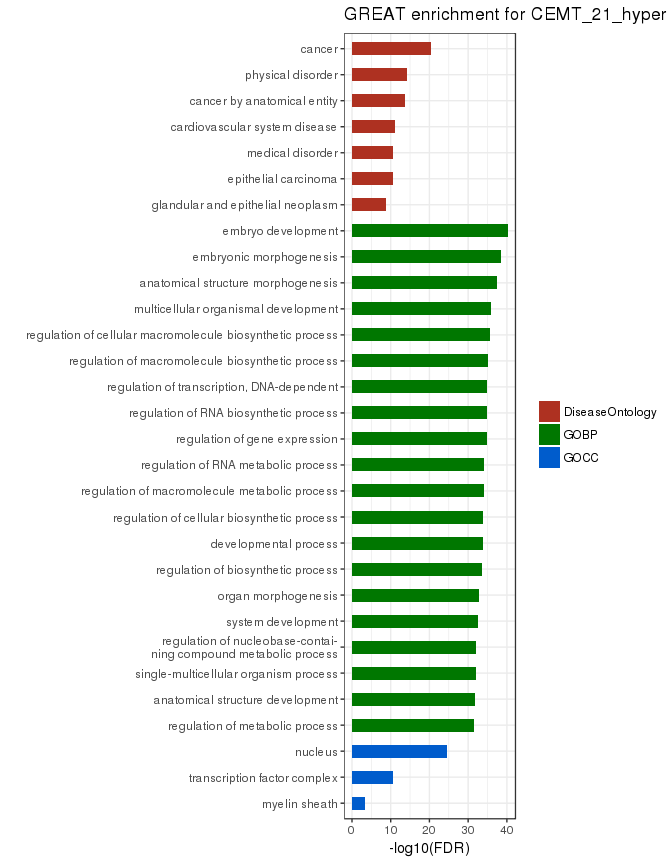 GREAT enrichment for CEMT_21_hyper
cancer
physical disorder
cancer by anatomical entity
cardiovascular system disease
medical disorder
epithelial carcinoma
glandular and epithelial neoplasm
embryo development
embryonic morphogenesis
anatomical structure morphogenesis
multicellular organismal development
regulation of cellular macromolecule biosynthetic process
regulation of macromolecule biosynthetic process
regulation of transcription, DNA-dependent
regulation of RNA biosynthetic process
regulation of gene expression
regulation of RNA metabolic process
regulation of macromolecule metabolic process
regulation of cellular biosynthetic process
developmental process
regulation of biosynthetic process
organ morphogenesis
system development
regulation of nucleobase-contai-
ning compound metabolic process
single-multicellular organism process
anatomical structure development
regulation of metabolic process
nucleus
transcription factor complex
myelin sheath
0 10 20 30 40
-log10(FDR)
DiseaseOntology
GOBP
GOCC